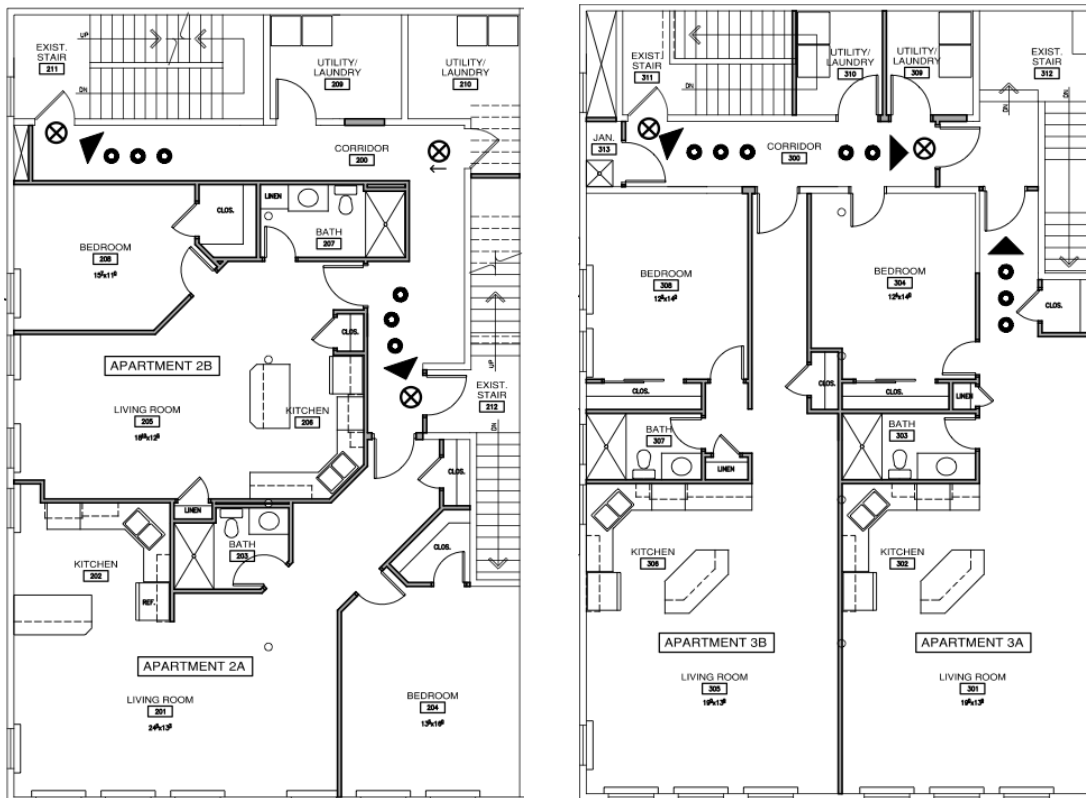 EXIST.
STAIR
211
UP
DN
UTILITY/
LAUNDRY
209
UTILITY/
LAUNDRY
210
CORRIDOR
200
LINEN
CLOS.
BATH
207
BEDROOM
208
CLOS.
APARTMENT 2B
UP
EXIST.
STAIR
212
LIVING ROOM
205
KITCHEN
206
DN
CLOS.
LINEN
BATH
203
CLOS.
KITCHEN
202
REF.
APARTMENT 2A
LIVING ROOM
201
BEDROOM
204
EXIST.
STAIR
311
DN
UTILITY/
LAUNDRY
310
UTILITY/
LAUNDRY
309
EXIST.
STAIR
312
DN
DN
JAN.
313
CORRIDOR
300
BEDROOM
308
BEDROOM
304
CLOS.
CLOS.
CLOS.
CLOS.
LINEN
BATH
307
LINEN
BATH
303
KITCHEN
306
KITCHEN
302
APARTMENT 3B
APARTMENT 3A
LIVING ROOM
305
LIVING ROOM
301